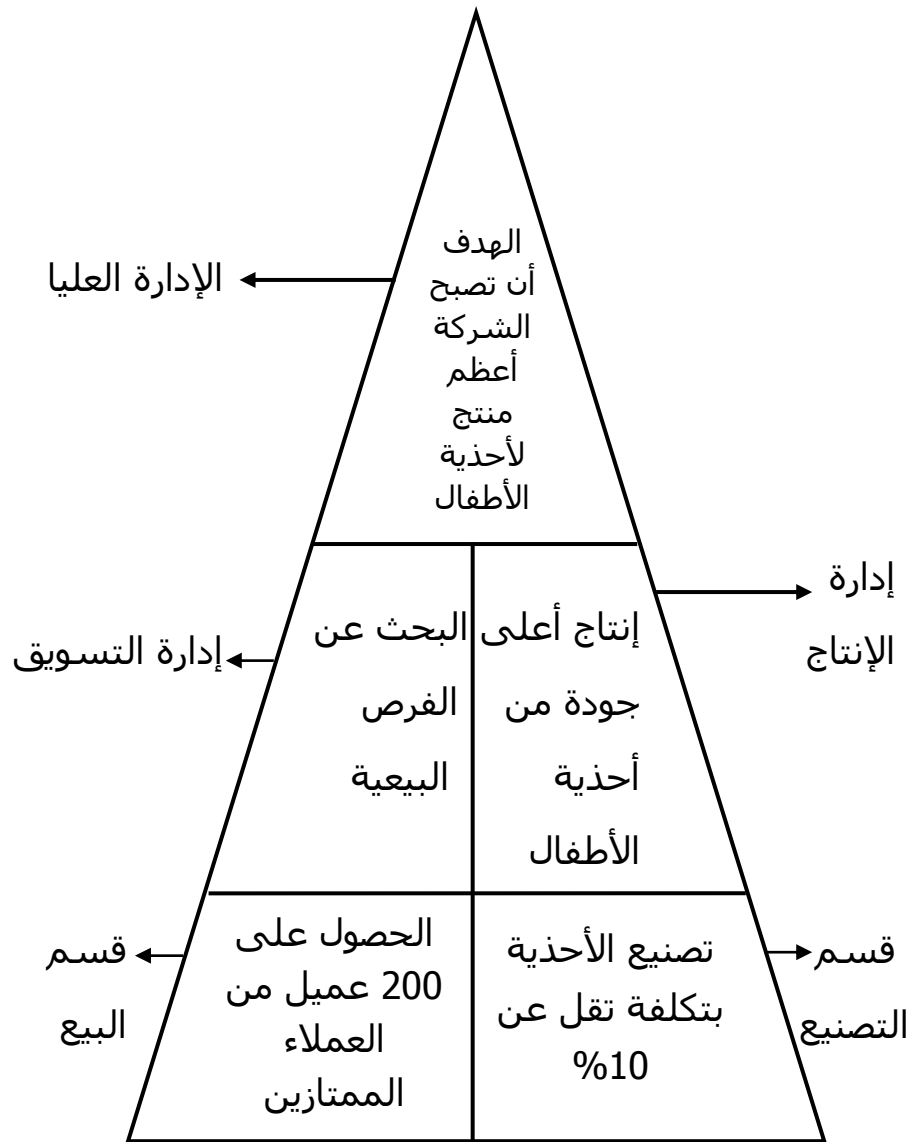 الهدف
أن تصبح
الشركة
أعظم
منتج
لأحذية
الأطفال
الإدارة العليا
إدارة
الإنتاج
إنتاج أعلى
جودة من
أحذية
الأطفال
البحث عن
الفرص
البيعية
إدارة التسويق
قسم
التصنيع
تصنيع الأحذية
بتكلفة تقل عن
10%
الحصول على
200 عميل من
العملاء
الممتازين
قسم
البيع